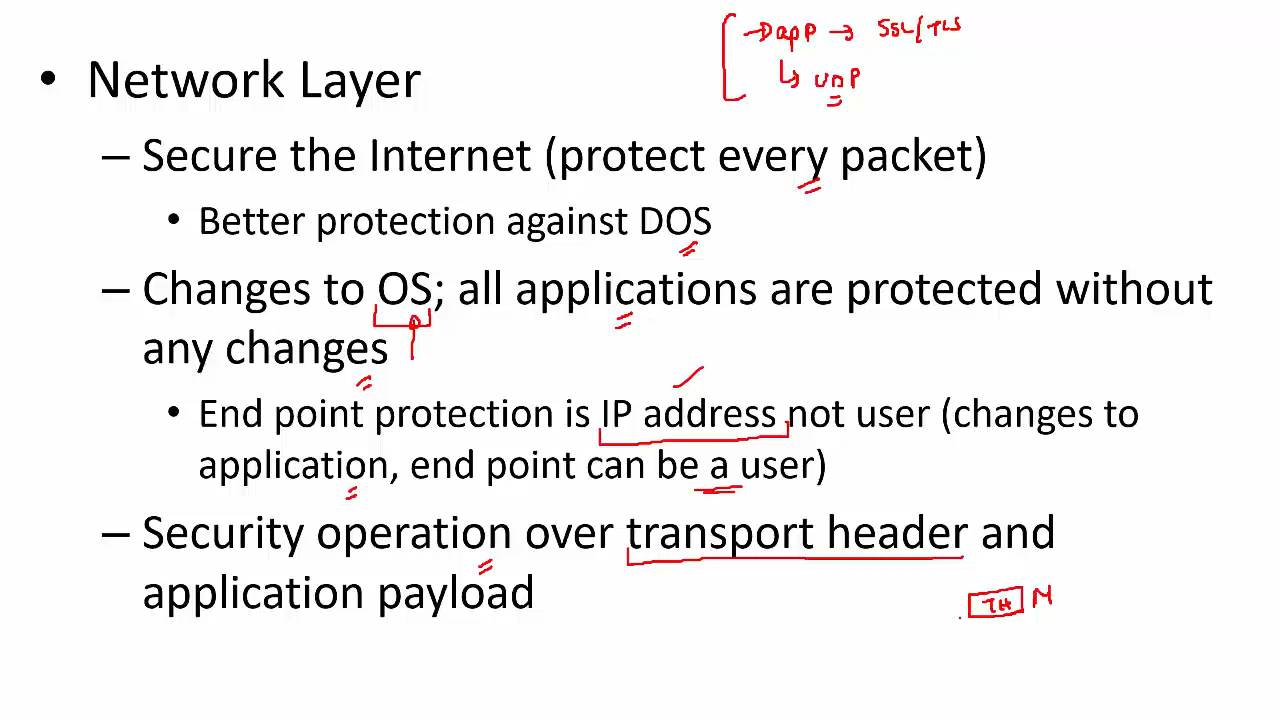 app → SSL/TLS
↳ UDP
• Network Layer
– Secure the Internet (protect every packet)
• Better protection against DOS
– Changes to OS; all applications are protected without
any changes
• End point protection is IP address not user (changes to
application, end point can be a user)
– Security operation over transport header and
application payload
TH M